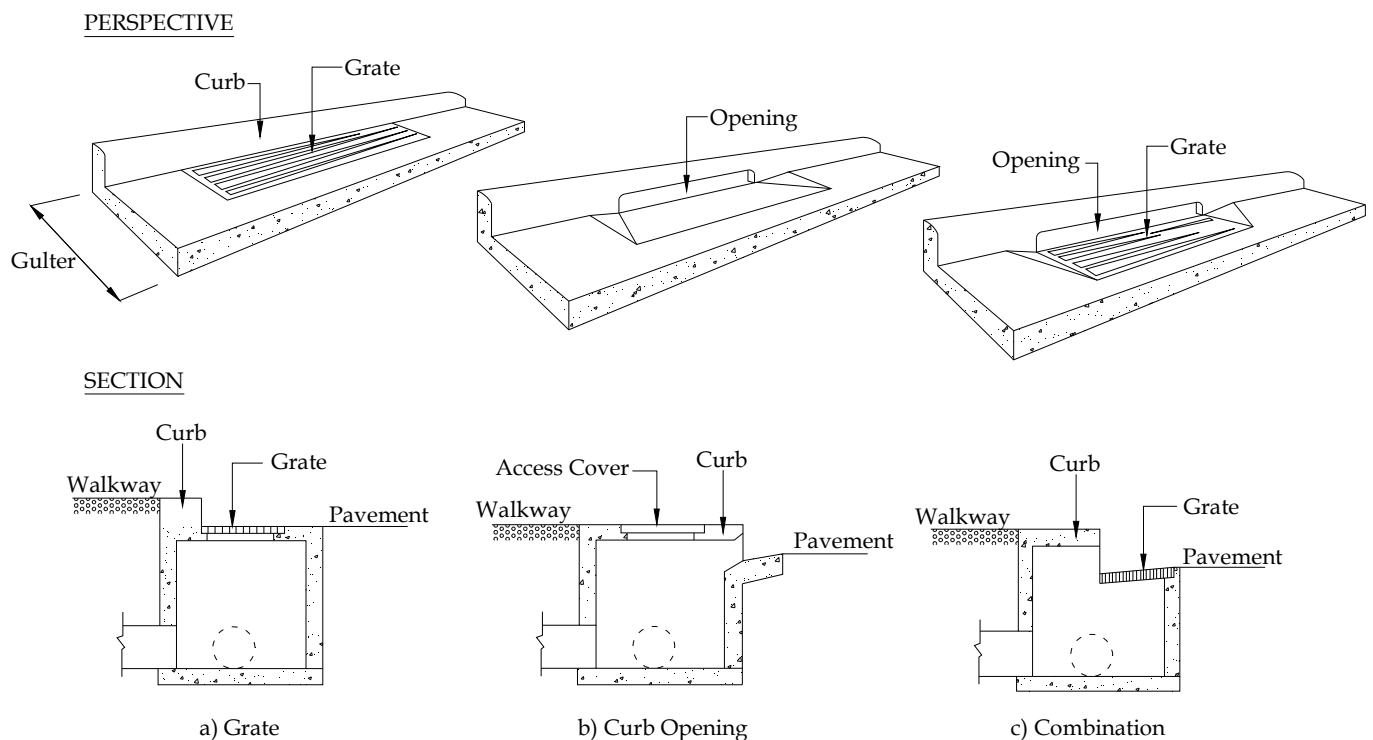 PERSPECTIVE
Curb
Grate
Gulter
Opening
Opening
Grate
SECTION
Curb
Grate
Walkway
Pavement
Access Cover
Curb
Walkway
Pavement
Curb
Grate
Walkway
Pavement
a) Grate
b) Curb Opening
c) Combination